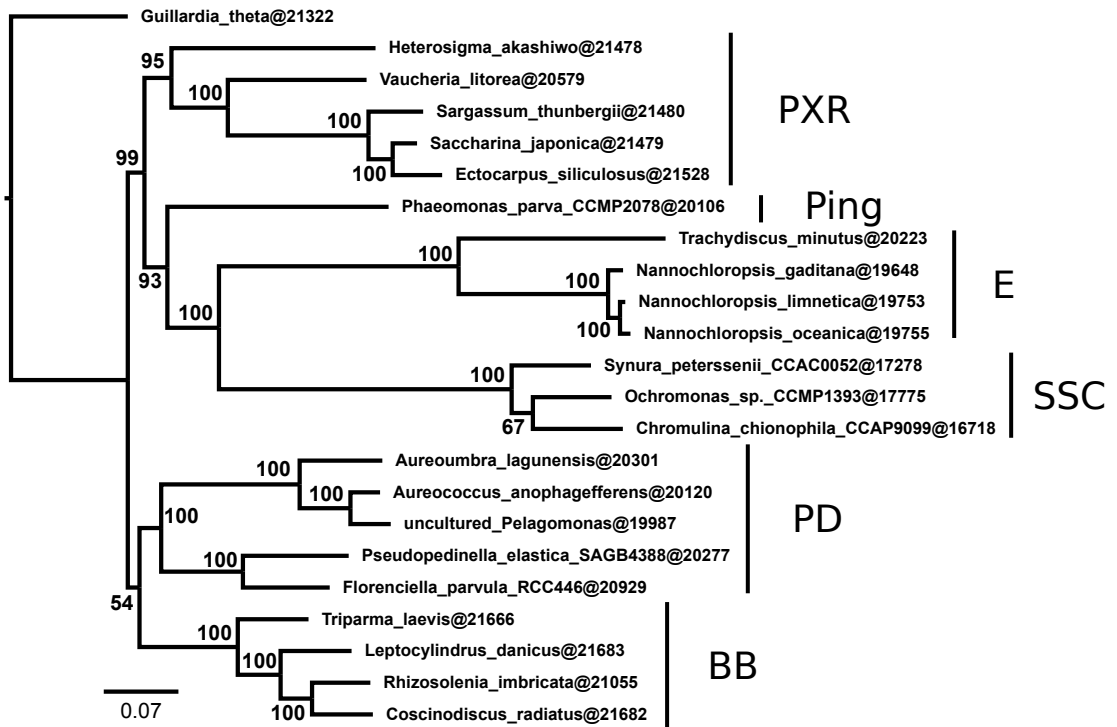 Guillardia_theta@21322
Heterosigma_akashiwo@21478
95
Vaucheria_litorea@20579
100
Sargassum_thunbergii@21480
PXR
100
Saccharina_japonica@21479
99
100
Ectocarpus_siliculosus@21528
Phaeomonas_parva_CCMP2078@20106
Ping
Trachydiscus_minutus@20223
100
93
Nannochloropsis_gaditana@19648
100
E
Nannochloropsis_limnetica@19753
100
100
Nannochloropsis_oceanica@19755
Synura_peterssenii_CCAC0052@17278
100
Ochromonas_sp._CCMP1393@17775
SSC
67
Chromulina_chionophila_CCAP9099@16718
Aureoumbra_lagunensis@20301
100
Aureococcus_anophagefferens@20120
100
100
uncultured_Pelagomonas@19987
PD
Pseudopedinella_elastica_SAGB4388@20277
100
Florenciella_parvula_RCC446@20929
54
Triparma_laevis@21666
100
Leptocylindrus_danicus@21683
100
BB
Rhizosolenia_imbricata@21055
100
Coscinodiscus_radiatus@21682
0.07